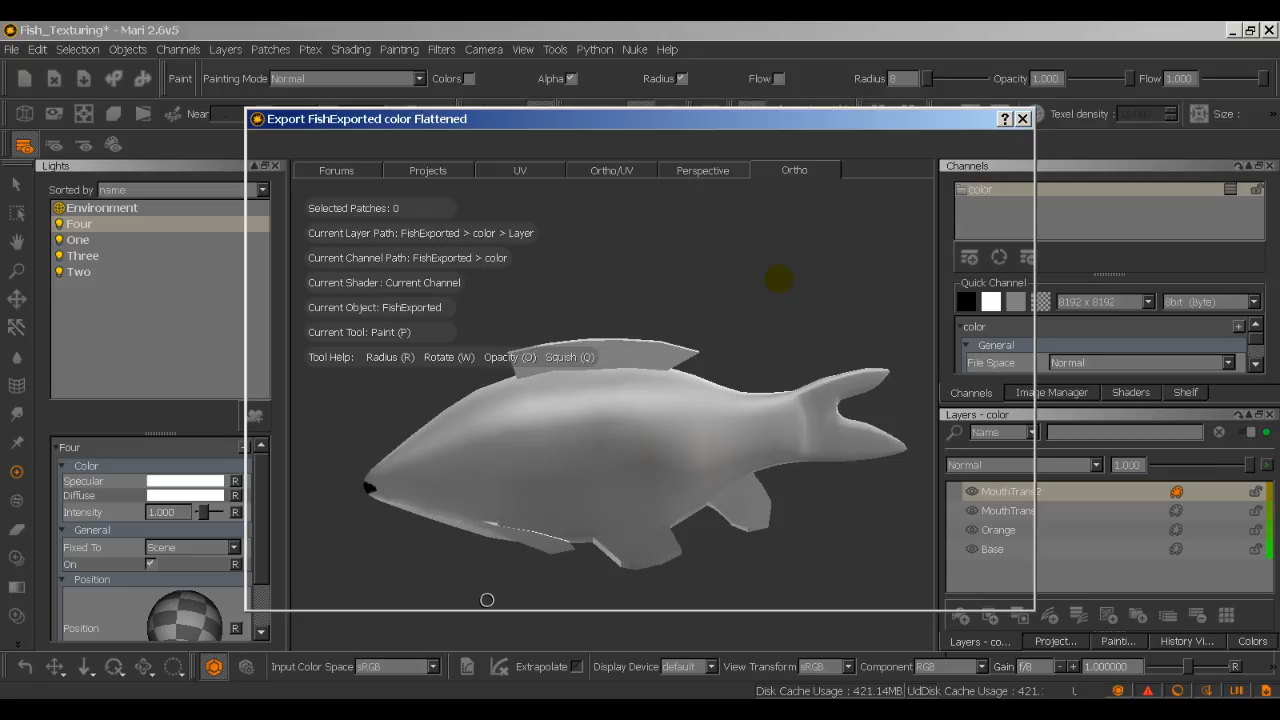 Fish_Texturing* - Mari 2.6v5
File Edit Selection Objects Channels Layers Patches Ptex Shading Painting Filters Camera View Tools Python Nuke Help
Paint Painting Mode Normal Colors Alpha Radius Flow Radius 8 Opacity 1.000 Flow 1.000
Near Texel density Size :
Export FishExported color Flattened
Lights
Forums Projects UV Ortho/UV Perspective Ortho
Channels
Sorted by name
color
Environment
Four
One
Three
Two
Selected Patches: 0
Current Layer Path: FishExported > color > Layer
Current Channel Path: FishExported > color
Current Shader: Current Channel
Current Object: FishExported
Current Tool: Paint (P)
Tool Help: Radius (R) Rotate (W) Opacity (O) Squish (Q)
Quick Channel
8192 x 8192 8bit (Byte)
color
General
File Space Normal
Channels Image Manager Shaders Shelf
Layers - color
Name
Normal 1.000
MouthTrans2
MouthTrans
Orange
Base
Four
Color
Specular R
Diffuse R
Intensity 1.000 R
General
Fixed To Scene R
On R
Position
Position R
Layers - co... Project... Painti... History Vi... Colors
Input Color Space sRGB Extrapolate Display Device default View Transform sRGB Component RGB Gain f/8 - + 1.000000 R
Disk Cache Usage : 421.14MB UdDisk Cache Usage : 421.